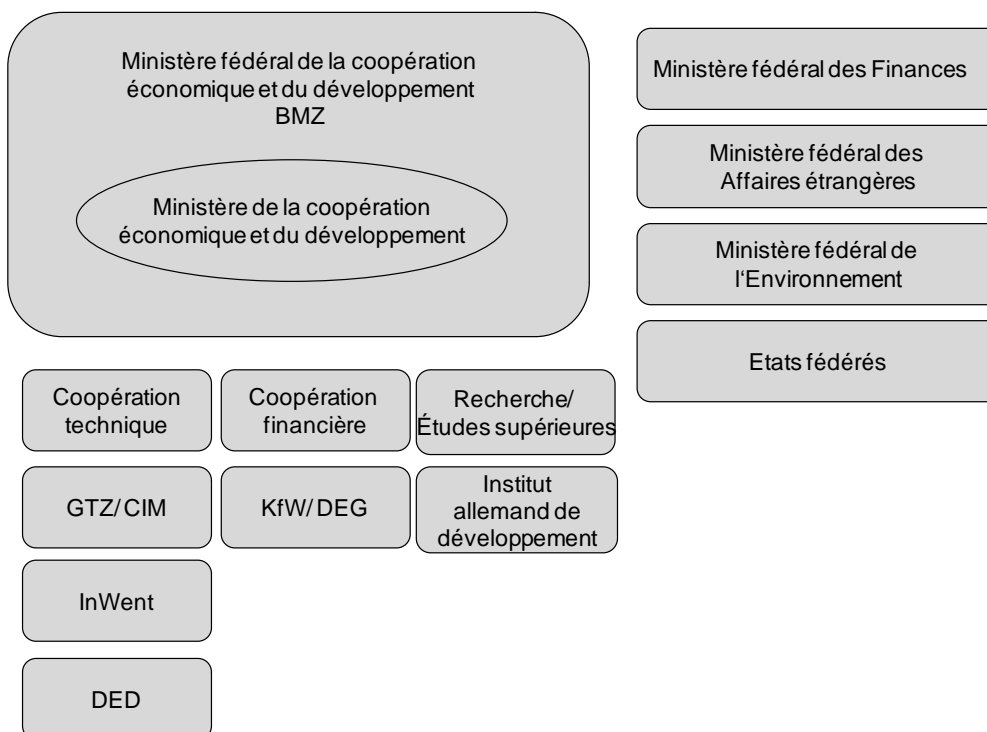 Ministère fédéral de la coopération
économique et du développement
BMZ
Ministère de la coopération
économique et du développement
Ministère fédéral des Finances
Ministère fédéral des
Affaires étrangères
Ministère fédéral de
l‘Environnement
Etats fédérés
Coopération
technique
Coopération
financière
Recherche/
Études supérieures
GTZ/CIM
KfW/DEG
Institut
allemand de
développement
InWent
DED